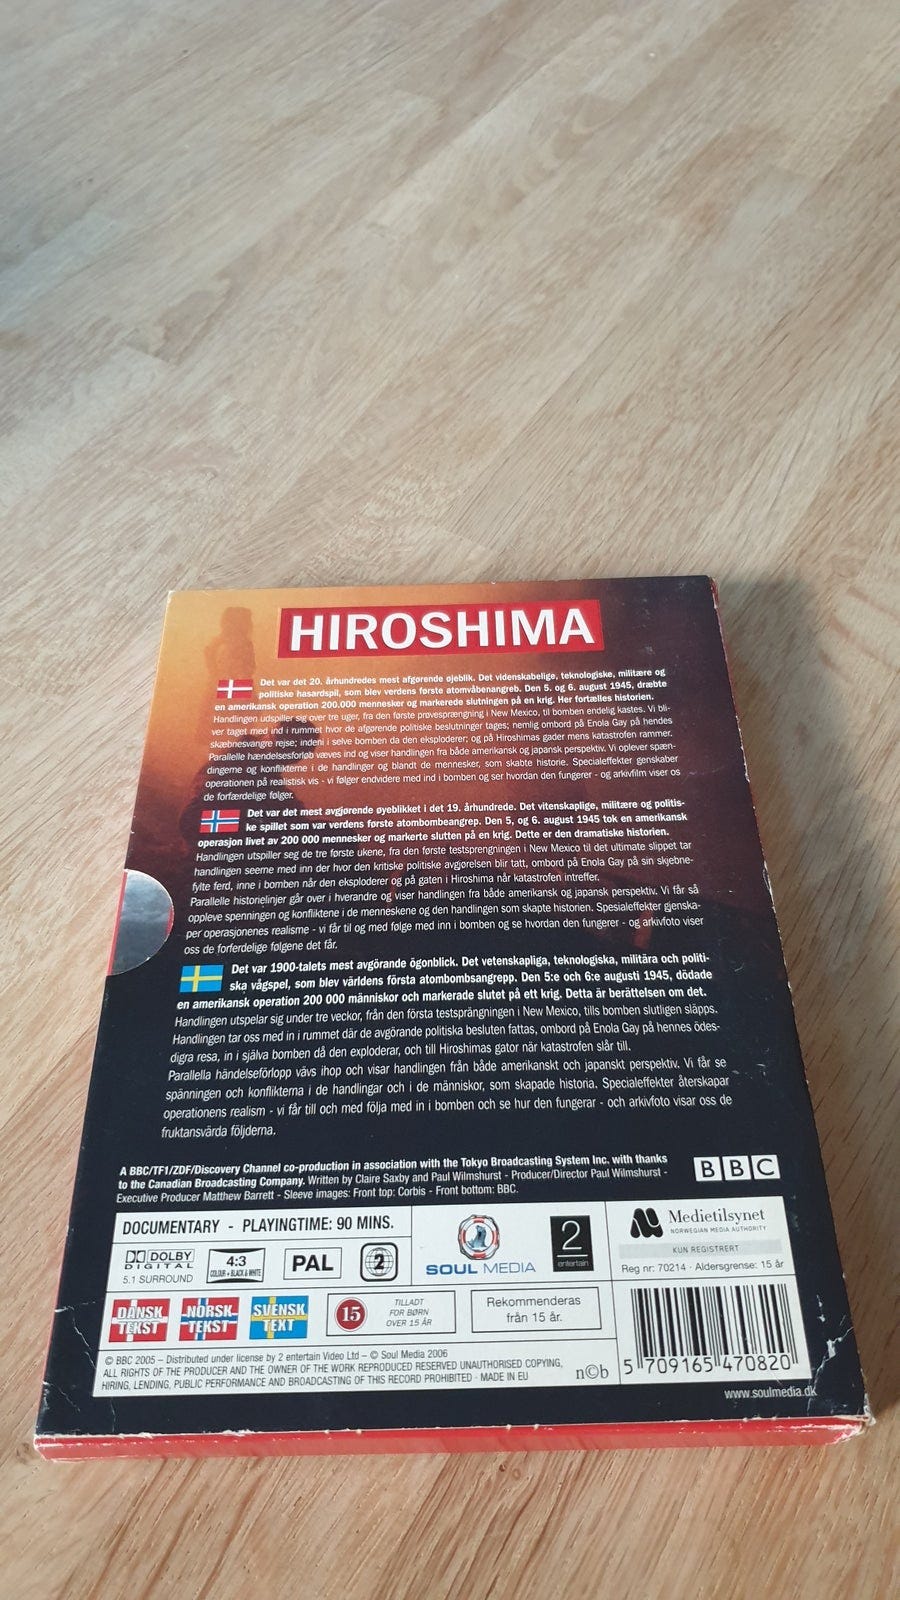 HIROSHIMA
Det var det 20. århundredes mest afgørende øjeblik. Det videnskabelige, teknologiske, militære og
politiske hasardspil, som blev verdens første atomvåbenangreb. Den 5. og 6. august 1945, dræbte
en amerikansk operation 200.000 mennesker og markerede slutningen på en krig. Her fortælles historien.
Handlingen udspiller sig over tre uger, fra den første prøvesprængning i New Mexico, til bomben endelig kastes. Vi bli-
ver taget med ind i rummet hvor de afgørende politiske beslutninger tages; nemlig ombord på Enola Gay på hendes
skæbnesvangre rejse; indeni i selve bomben da den eksploderer; og på Hiroshimas gader mens katastrofen rammer.
Parallelle hændelsesforløb væves ind og viser handlingen fra både amerikansk og japansk perspektiv. Vi oplever spæn-
dingerne og konflikterne i de handlinger og blandt de mennesker, som skabte historie. Specialeffekter genskaber
operationen på realistisk vis - vi følger endvidere med ind i bomben og ser hvordan den fungerer - og arkivfilm viser os
de forfærdelige følger.
Det var det mest avgjørende øyeblikket i det 19. århundrede. Det vitenskaplige, militære og politis-
ke spillet som var verdens første atombombeangrep. Den 5, og 6. august 1945 tok en amerikansk
operasjon livet av 200 000 mennesker og markerte slutten på en krig. Dette er den dramatiske historien.
Handlingen utspiller seg de tre første ukene, fra den første testsprengningen i New Mexico til det ultimate slippet tar
handlingen seerne med inn der hvor den kritiske politiske avgjørelsen blir tatt, ombord på Enola Gay på sin skjebne-
fylte ferd, inne i bomben når den eksploderer og på gaten i Hiroshima når katastrofen intreffer.
Parallelle historielinjer går over i hverandre og viser handlingen fra både amerikansk og japansk perspektiv. Vi får så
oppleve spenningen og konfliktene i de menneskene og den handlingen som skapte historien. Spesialeffekter gjenska-
per operasjonenes realisme - vi får til og med følge med inn i bomben og se hvordan den fungerer - og arkivfoto viser
oss de forferdelige følgene det får.
Det var 1900-talets mest avgörande ögonblick. Det vetenskapliga, teknologiska, militära och politi-
ska vågspel, som blev världens första atombombsangrepp. Den 5:e och 6:e augusti 1945, dödade
en amerikansk operation 200 000 människor och markerade slutet på ett krig. Detta är berättelsen om det.
Handlingen utspelar sig under tre veckor, från den första testsprängningen i New Mexico, tills bomben slutligen släpps.
Handlingen tar oss med in i rummet där de avgörande politiska besluten fattas, ombord på Enola Gay på hennes ödes-
digra resa, in i själva bomben då den exploderar, och till Hiroshimas gator när katastrofen slår till.
Parallella händelseförlopp vävs ihop och visar handlingen från både amerikanskt och japanskt perspektiv. Vi får se
spänningen och konflikterna i de handlingar och i de människor, som skapade historia. Specialeffekter återskapar
operationens realism - vi får till och med följa med in i bomben och se hur den fungerar - och arkivfoto visar oss de
fruktansvärda följderna.
A BBC/TF1/ZDF/Discovery Channel co-production in association with the Tokyo Broadcasting System Inc. with thanks
to the Canadian Broadcasting Company. Written by Claire Saxby and Paul Wilmshurst - Producer/Director Paul Wilmshurst -
Executive Producer Matthew Barrett - Sleeve images: Front top: Corbis - Front bottom: BBC.
BBC
DOCUMENTARY - PLAYINGTIME: 90 MINS.
DOLBY
DIGITAL
5.1 SURROUND
4:3
COLOUR + BLACK & WHITE
PAL
2
SOUL MEDIA
2
entertain
Medietilsynet
NORWEGIAN MEDIA AUTHORITY
KUN REGISTRERT
Reg nr: 70214 · Aldersgrense: 15 år
DANSK
TEKST
NORSK
TEKST
SVENSK
TEXT
15
TILLADT
FOR BØRN
OVER 15 ÅR
Rekommenderas
från 15 år.
© BBC 2005 – Distributed under license by 2 entertain Video Ltd – © Soul Media 2006
ALL RIGHTS OF THE PRODUCER AND THE OWNER OF THE WORK REPRODUCED RESERVED UNAUTHORISED COPYING,
HIRING, LENDING, PUBLIC PERFORMANCE AND BROADCASTING OF THIS RECORD PROHIBITED · MADE IN EU
n©b
5 709165 470820
www.soulmedia.dk